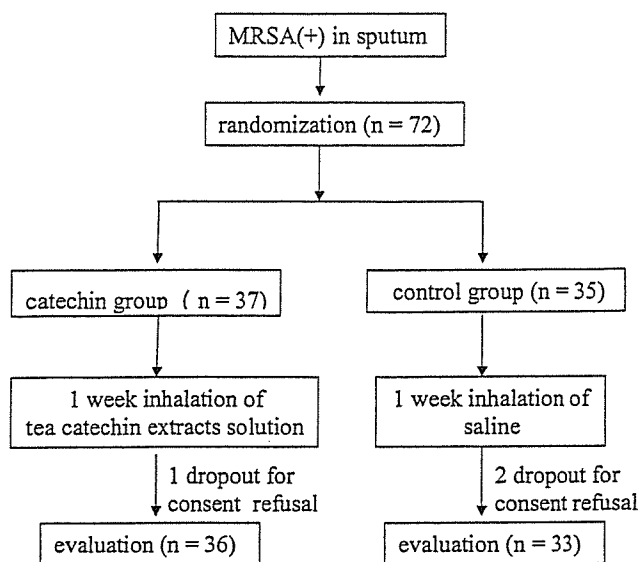 MRSA(+) in sputum
randomization (n = 72)
catechin group ( n = 37)
control group (n = 35)
1 week inhalation of
tea catechin extracts solution
1 week inhalation of
saline
1 dropout for
consent refusal
2 dropout for
consent refusal
evaluation (n = 36)
evaluation (n = 33)